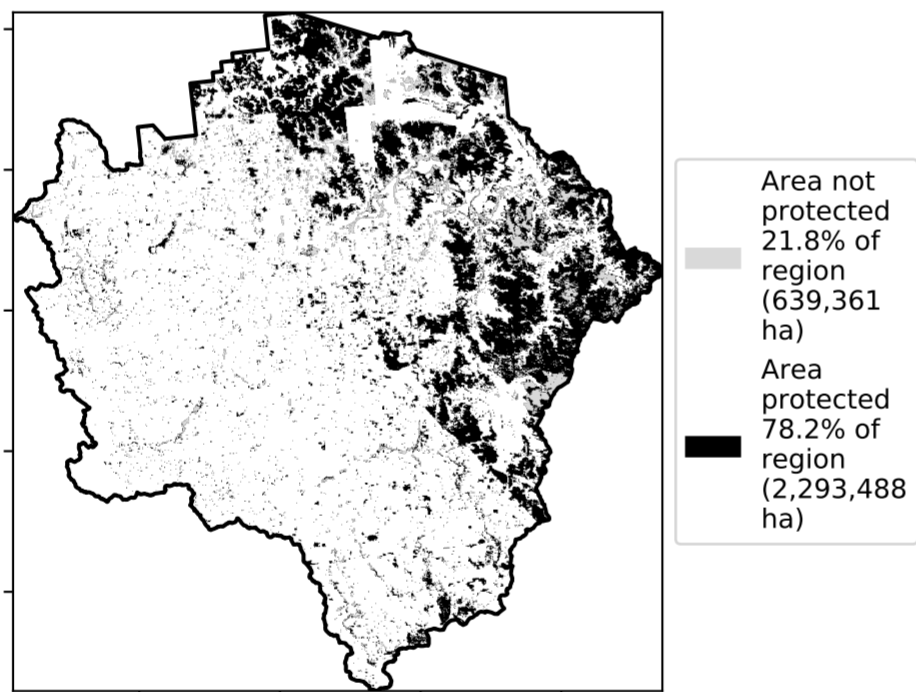 Area not
protected
21.8% of
region
(639,361
ha)
Area
protected
78.2% of
region
(2,293,488
ha)